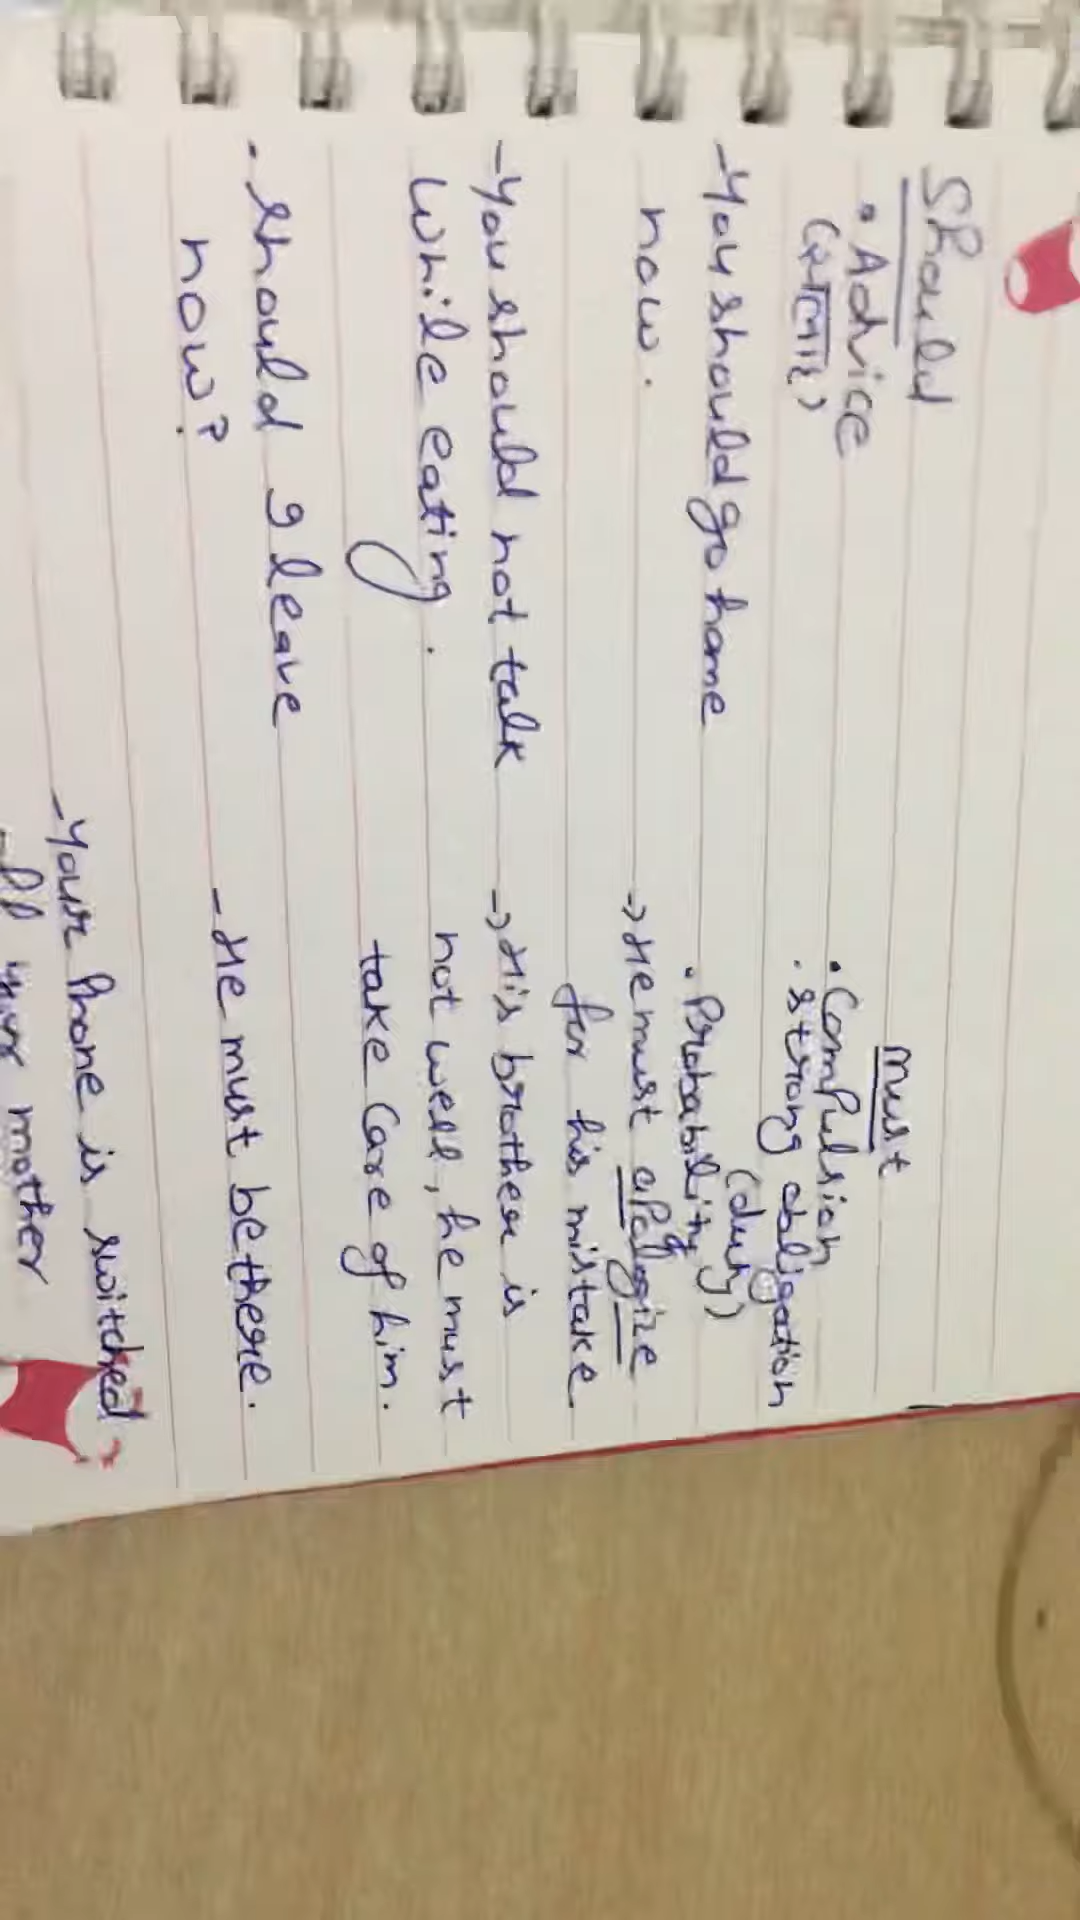 Should
• Advice
(सलाह)
- You should go home
now.
- You should not talk
while eating.
• Should I leave
now?
must
• Compulsion
• strong obligation
(duty)
• Probability
→ He must apologize
for his mistake
→ His brother is
not well, he must
take care of him.
- He must be there.
- Your Phone is switched
mother